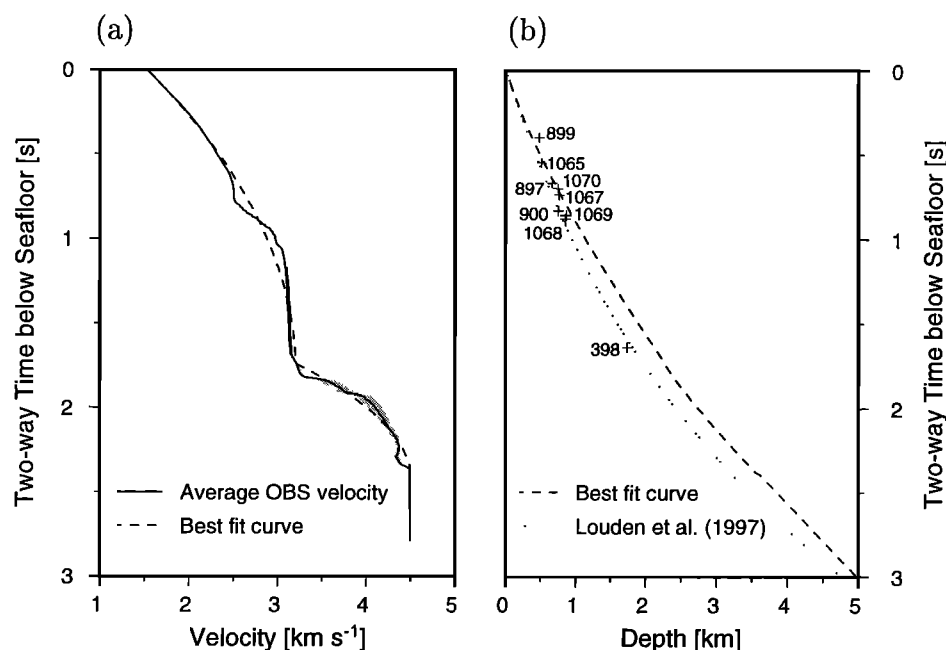 (a)
(b)
0
1
2
3
Two-way Time below Seafloor [s]
Average OBS velocity
Best fit curve
1 2 3 4 5
Velocity [km s⁻¹]
899
1065
1070
897
1067
900
1069
1068
398
Best fit curve
Louden et al. (1997)
0 1 2 3 4 5
Depth [km]
0
1
2
3
Two-way Time below Seafloor [s]